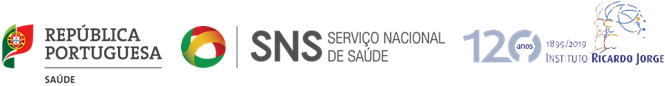 REPÚBLICA
PORTUGUESA
SAÚDE
SNS SERVIÇO NACIONAL
DE SAÚDE
120 anos 1899/2019
INSTITUTO RICARDO JORGE